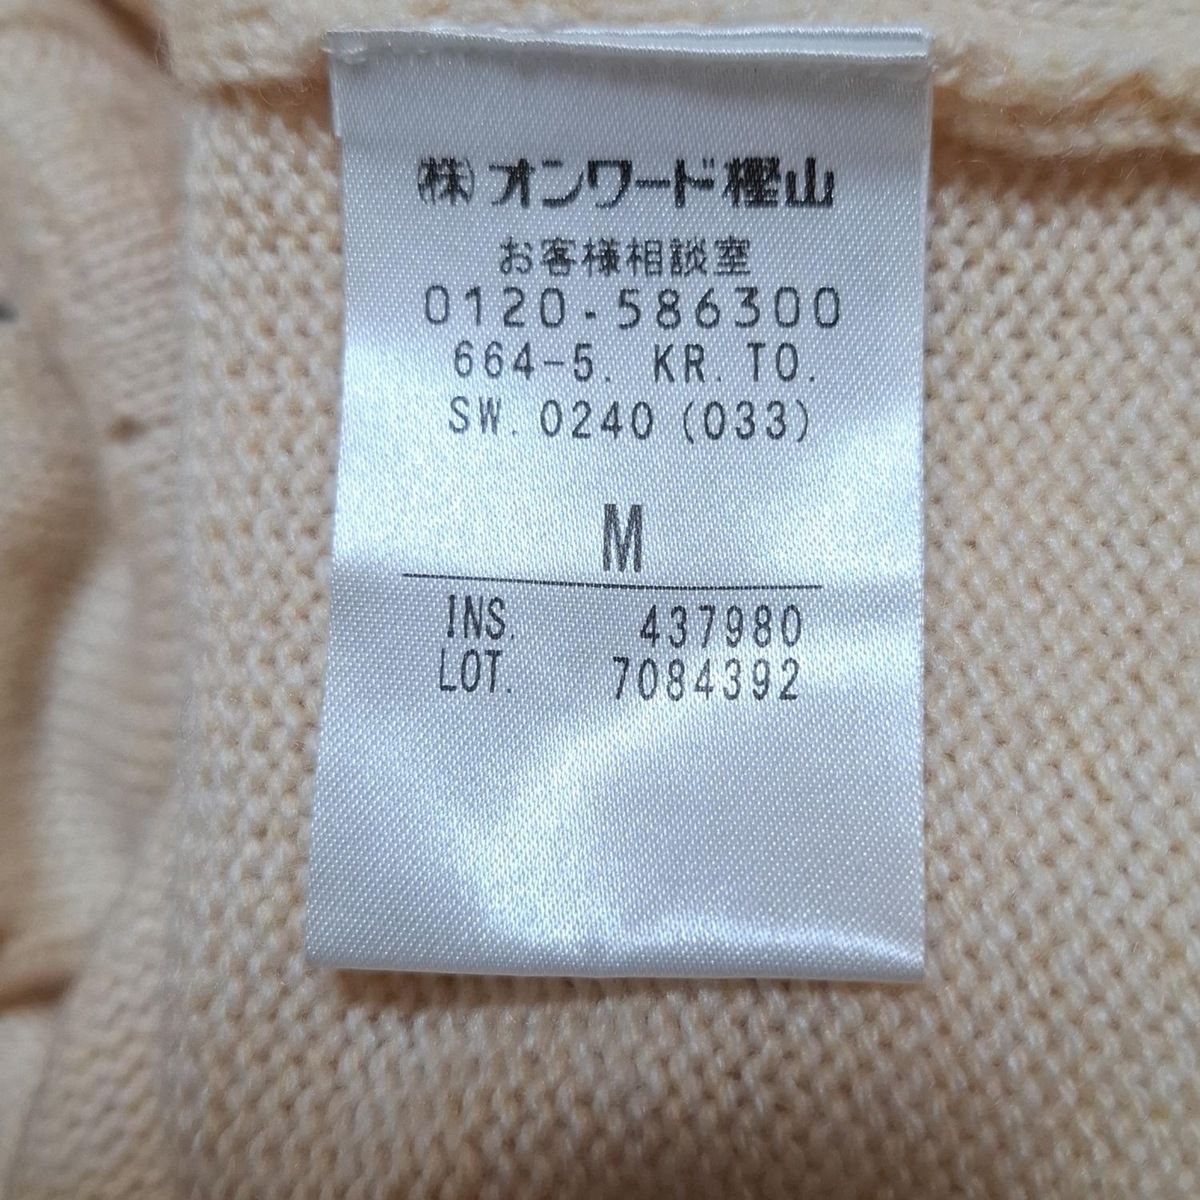 (株)オンワード樫山
お客様相談室
0120-586300
664-5. KR. TO.
SW. 0240 (033)
M
INS. 437980
LOT. 7084392